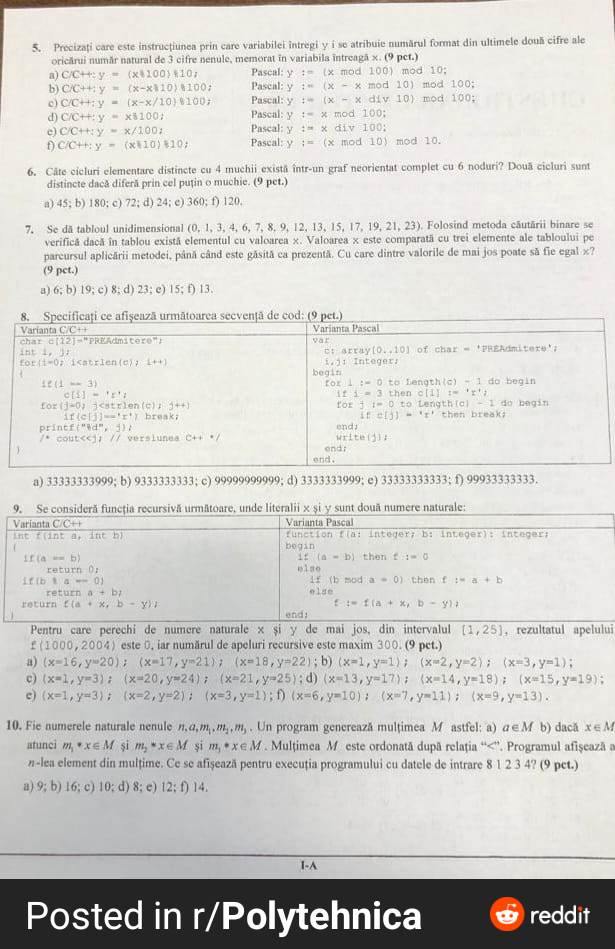 5. Precizați care este instrucțiunea prin care variabilei întregi y i se atribuie numărul format din ultimele două cifre ale
oricărui număr natural de 3 cifre nenule, memorat în variabila întreagă x. (9 pct.)
a) C/C++: y = (x%100)%10; Pascal: y := (x mod 100) mod 10;
b) C/C++: y = (x-x%10)%100; Pascal: y := (x - x mod 10) mod 100;
c) C/C++: y = (x-x/10)%100; Pascal: y := (x - x div 10) mod 100;
d) C/C++: y = x%100; Pascal: y := x mod 100;
e) C/C++: y = x/100; Pascal: y := x div 100;
f) C/C++: y = (x%10)%10; Pascal: y := (x mod 10) mod 10.
6. Câte cicluri elementare distincte cu 4 muchii există într-un graf neorientat complet cu 6 noduri? Două cicluri sunt
distincte dacă diferă prin cel puțin o muchie. (9 pct.)
a) 45; b) 180; c) 72; d) 24; e) 360; f) 120.
7. Se dă tabloul unidimensional (0, 1, 3, 4, 6, 7, 8, 9, 12, 13, 15, 17, 19, 21, 23). Folosind metoda căutării binare se
verifică dacă în tablou există elementul cu valoarea x. Valoarea x este comparată cu trei elemente ale tabloului pe
parcursul aplicării metodei, până când este găsită ca prezentă. Cu care dintre valorile de mai jos poate să fie egal x?
(9 pct.)
a) 6; b) 19; c) 8; d) 23; e) 15; f) 13.
8. Specificați ce se afișează următoarea secvență de cod: (9 pct.)
Varianta C/C++
char c[12]="PREAdmitere";
int i, j;
for(i=0; i<strlen(c); i++)
{
if(i == 3)
c[i] = 'r';
for(j=0; j<strlen(c); j++)
if(c[j]=='r') break;
printf("%d", j);
/* cout<<j; // versiunea C++ */
}
Varianta Pascal
var
c: array[0..10] of char = 'PREAdmitere';
i,j: Integer;
begin
for i := 0 to Length(c) - 1 do begin
if i = 3 then c[i] := 'r';
for j := 0 to Length(c) - 1 do begin
if c[j] = 'r' then break;
end;
write(j);
end;
end.
a) 33333333999; b) 9333333333; c) 99999999999; d) 3333333999; e) 33333333333; f) 99933333333.
9. Se consideră funcția recursivă următoare, unde literalii x și y sunt două numere naturale:
Varianta C/C++
int f(int a, int b)
{
if(a == b)
return 0;
if(b % a == 0)
return a + b;
return f(a + x, b - y);
}
Varianta Pascal
function f(a: integer; b: integer): integer;
begin
if (a = b) then f := 0
else
if (b mod a = 0) then f := a + b
else
f := f(a + x, b - y);
end;
Pentru care perechi de numere naturale x și y de mai jos, din intervalul [1,25], rezultatul apelului
f(1000,2004) este 0, iar numărul de apeluri recursive este maxim 300. (9 pct.)
a) (x=16,y=20); (x=17,y=21); (x=18,y=22); b) (x=1,y=1); (x=2,y=2); (x=3,y=1);
c) (x=1,y=3); (x=20,y=24); (x=21,y=25); d) (x=13,y=17); (x=14,y=18); (x=15,y=19);
e) (x=1,y=3); (x=2,y=2); (x=3,y=1); f) (x=6,y=10); (x=7,y=11); (x=9,y=13).
10. Fie numerele naturale nenule n,a,m₁,m₂,m₃. Un program generează mulțimea M astfel: a) a∈M b) dacă x∈M
atunci m₁*x∈M și m₂*x∈M și m₃*x∈M. Mulțimea M este ordonată după relația "<". Programul afișează a
n-lea element din mulțime. Ce se afișează pentru execuția programului cu datele de intrare 8 1 2 3 4? (9 pct.)
a) 9; b) 16; c) 10; d) 8; e) 12; f) 14.
I-A
Posted in r/Polytehnica reddit